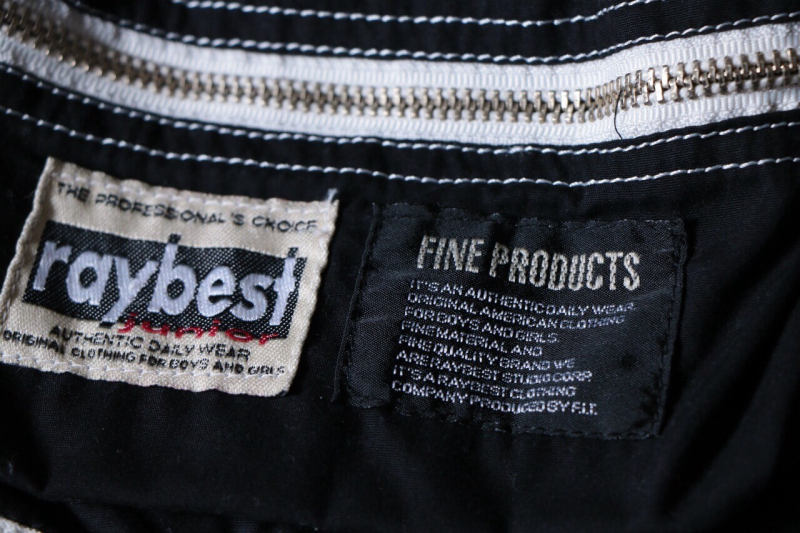 THE PROFESSIONAL'S CHOICE
raybest
junior
AUTHENTIC DAILY WEAR
ORIGINAL CLOTHING FOR BOYS AND GIRLS
FINE PRODUCTS
IT'S AN AUTHENTIC DAILY WEAR
ORIGINAL AMERICAN CLOTHING
FOR BOYS AND GIRLS.
FINE MATERIAL AND
FINE QUALITY BRAND WE
ARE RAYBEST STUDIO CORP.
IT'S A RAYBEST CLOTHING
COMPANY PRODUCED BY F.I.T.